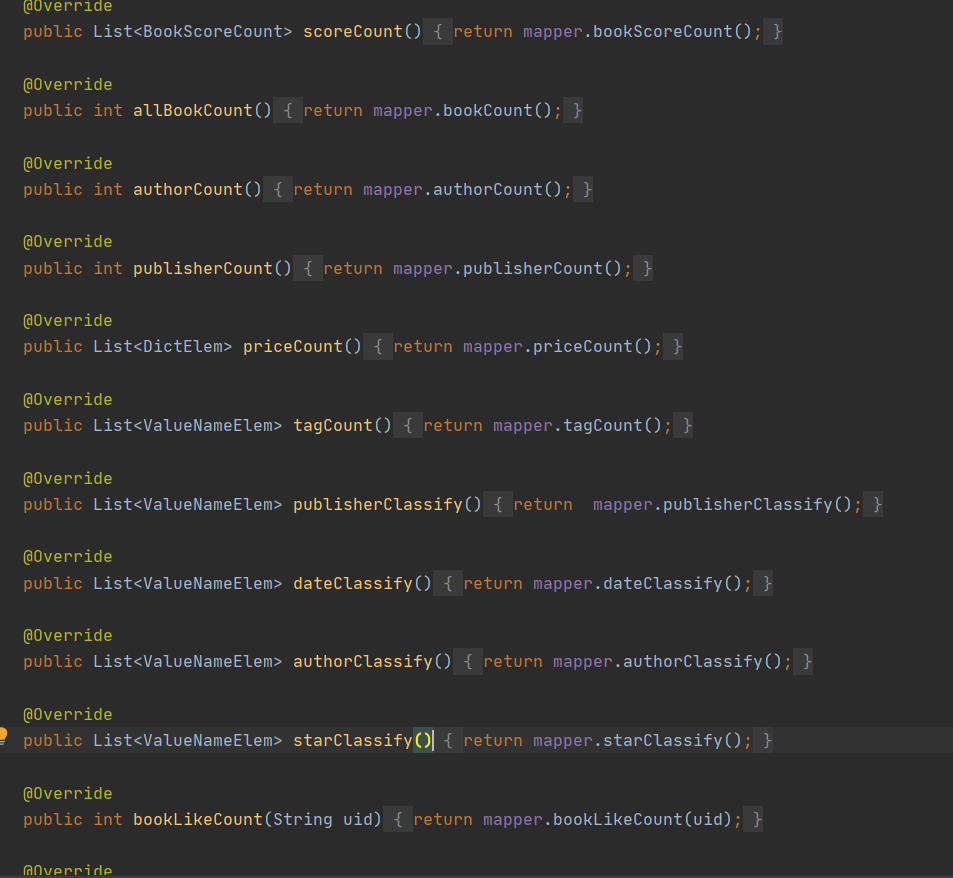 @Override
public List<BookScoreCount> scoreCount() { return mapper.bookScoreCount(); }
@Override
public int allBookCount() { return mapper.bookCount(); }
@Override
public int authorCount() { return mapper.authorCount(); }
@Override
public int publisherCount() { return mapper.publisherCount(); }
@Override
public List<DictElem> priceCount() { return mapper.priceCount(); }
@Override
public List<ValueNameElem> tagCount() { return mapper.tagCount(); }
@Override
public List<ValueNameElem> publisherClassify() { return  mapper.publisherClassify(); }
@Override
public List<ValueNameElem> dateClassify() { return mapper.dateClassify(); }
@Override
public List<ValueNameElem> authorClassify() { return mapper.authorClassify(); }
@Override
public List<ValueNameElem> starClassify() { return mapper.starClassify(); }
@Override
public int bookLikeCount(String uid) { return mapper.bookLikeCount(uid); }
@Override